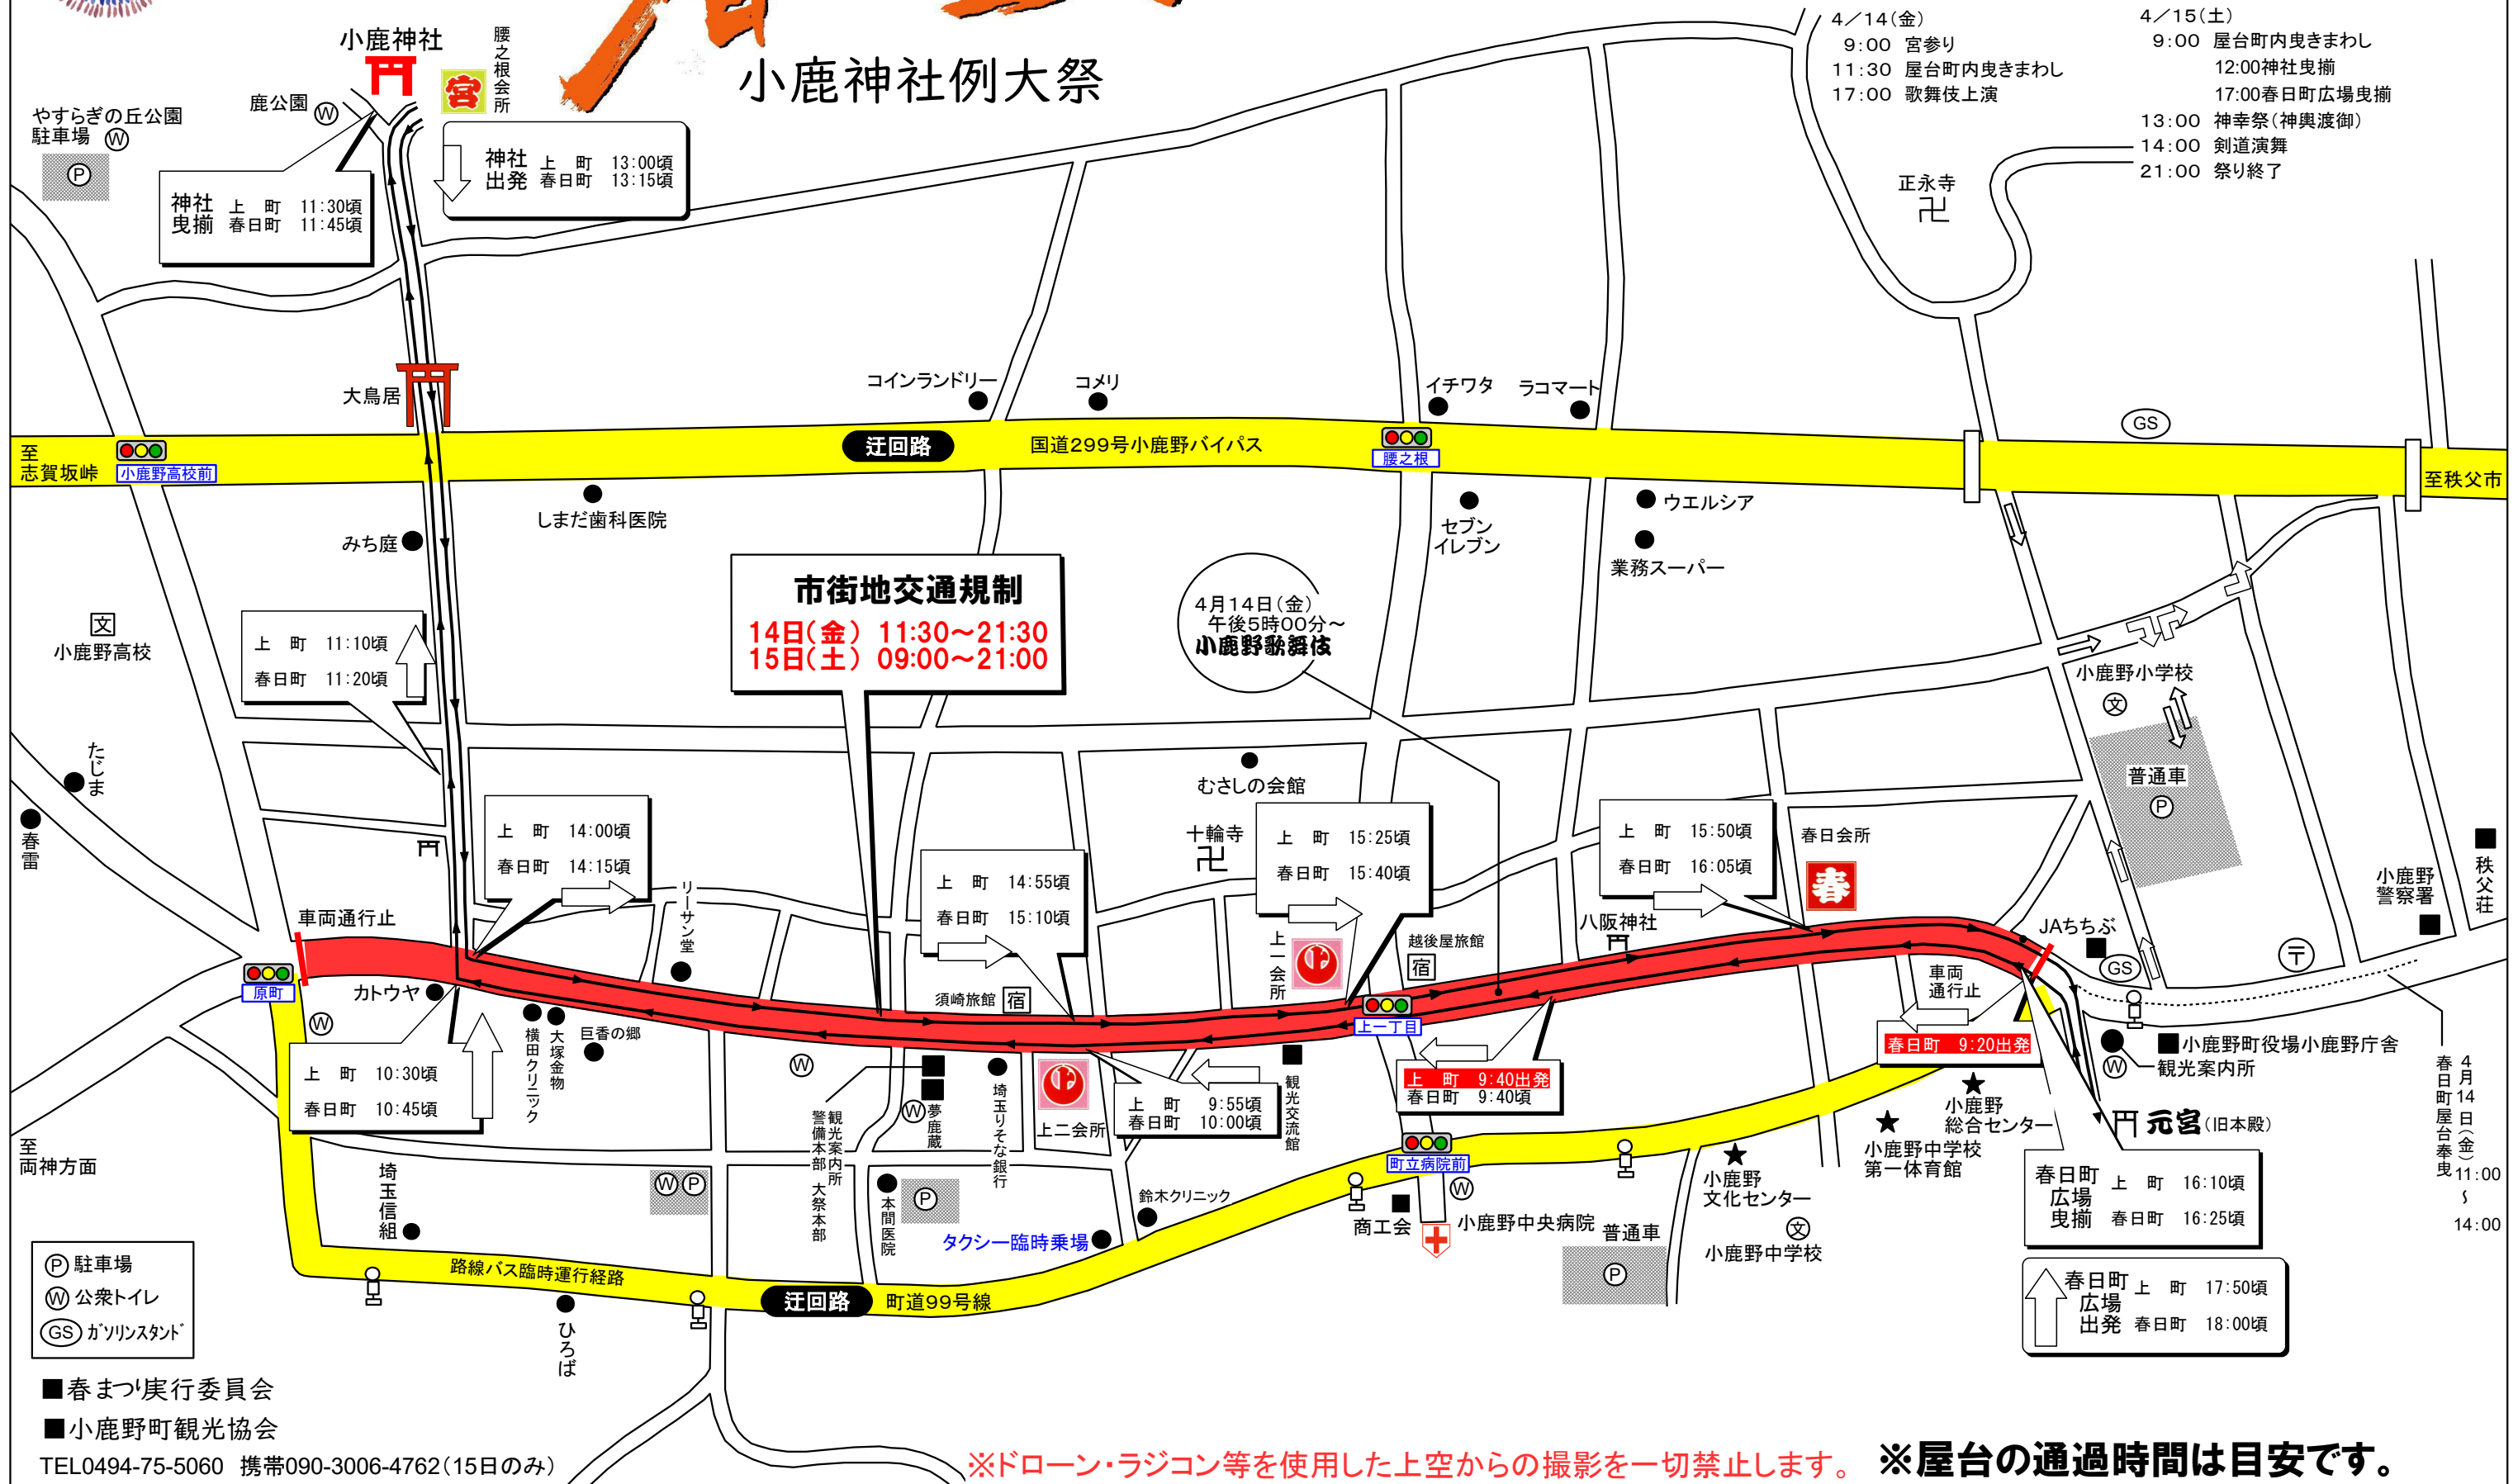 小鹿神社例大祭
4／14(金)
9:00 宮参り
11:30 屋台町内曳きまわし
17:00 歌舞伎上演
4／15(土)
9:00 屋台町内曳きまわし
12:00神社曳揃
17:00春日町広場曳揃
13:00 神幸祭(神輿渡御)
14:00 剣道演舞
21:00 祭り終了
小鹿神社
宮
腰之根会所
鹿公園 W
やすらぎの丘公園
駐車場 W
P
神社
曳揃
上 町 11:30頃
春日町 11:45頃
神社
出発
上 町 13:00頃
春日町 13:15頃
正永寺
大鳥居
コインランドリー
コメリ
イチワタ
ラコマート
GS
至
志賀坂峠
小鹿野高校前
迂回路
国道299号小鹿野バイパス
腰之根
至秩父市
しまだ歯科医院
みち庭
セブン
イレブン
ウエルシア
業務スーパー
文
小鹿野高校
上 町 11:10頃
春日町 11:20頃
市街地交通規制
14日(金) 11:30～21:30
15日(土) 09:00～21:00
4月14日(金)
午後5時00分～
小鹿野歌舞伎
小鹿野小学校
文
普通車
P
たじま
春雷
むさしの会館
十輪寺
上 町 14:00頃
春日町 14:15頃
上 町 14:55頃
春日町 15:10頃
上 町 15:25頃
春日町 15:40頃
上 町 15:50頃
春日町 16:05頃
春日会所
春
秩父荘
小鹿野
警察署
車両通行止
リーサン堂
上一会所
越後屋旅館
宿
八阪神社
JAちちぶ
GS
原町
カトウヤ
須崎旅館 宿
上一丁目
車両
通行止
W
横田クリニック
大塚金物
巨香の郷
W
上 町 10:30頃
春日町 10:45頃
観光案内所
警備本部 大祭本部
W
夢鹿蔵
埼玉りそな銀行
上二会所
上 町 9:55頃
春日町 10:00頃
観光交流館
上 町 9:40出発
春日町 9:40頃
春日町 9:20出発
小鹿野町役場小鹿野庁舎
W
観光案内所
4月14日(金) 11:00～14:00
春日町屋台奉曳
小鹿野
総合センター
小鹿野中学校
第一体育館
元宮(旧本殿)
町立病院前
至
両神方面
埼玉信組
W P
本間医院
P
鈴木クリニック
タクシー臨時乗場
商工会
W
小鹿野中央病院
普通車
P
小鹿野
文化センター
文
小鹿野中学校
春日町
広場
曳揃
上 町 16:10頃
春日町 16:25頃
春日町
広場
出発
上 町 17:50頃
春日町 18:00頃
路線バス臨時運行経路
迂回路
町道99号線
ひろば
P 駐車場
W 公衆トイレ
GS ｶﾞｿﾘﾝｽﾀﾝﾄﾞ
■春まつり実行委員会
■小鹿野町観光協会
TEL0494-75-5060 携帯090-3006-4762(15日のみ)
※ドローン・ラジコン等を使用した上空からの撮影を一切禁止します。
※屋台の通過時間は目安です。